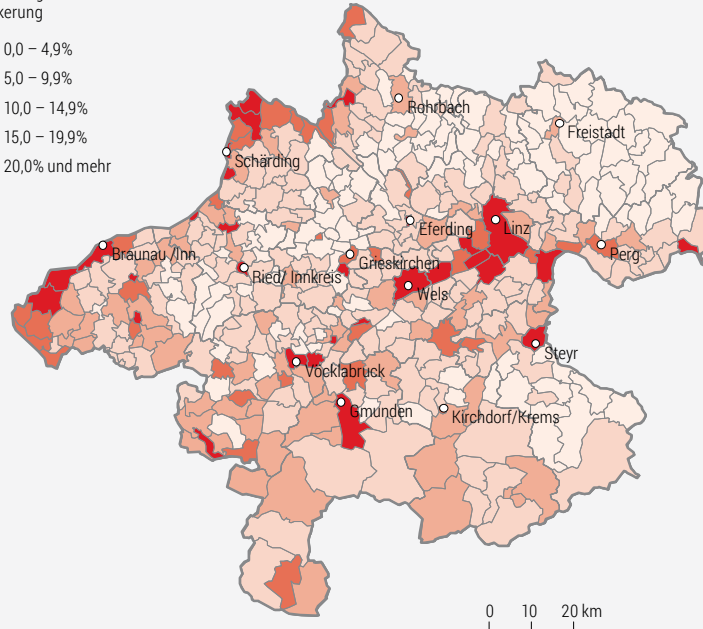 kerung
0,0 – 4,9%
5,0 – 9,9%
10,0 – 14,9%
15,0 – 19,9%
20,0% und mehr
Rohrbach
Freistadt
Schärding
Eferding
Linz
Braunau /Inn
Grieskirchen
Perg
Ried/ Innkreis
Wels
Steyr
Vöcklabruck
Gmunden
Kirchdorf/Krems
0 10 20 km